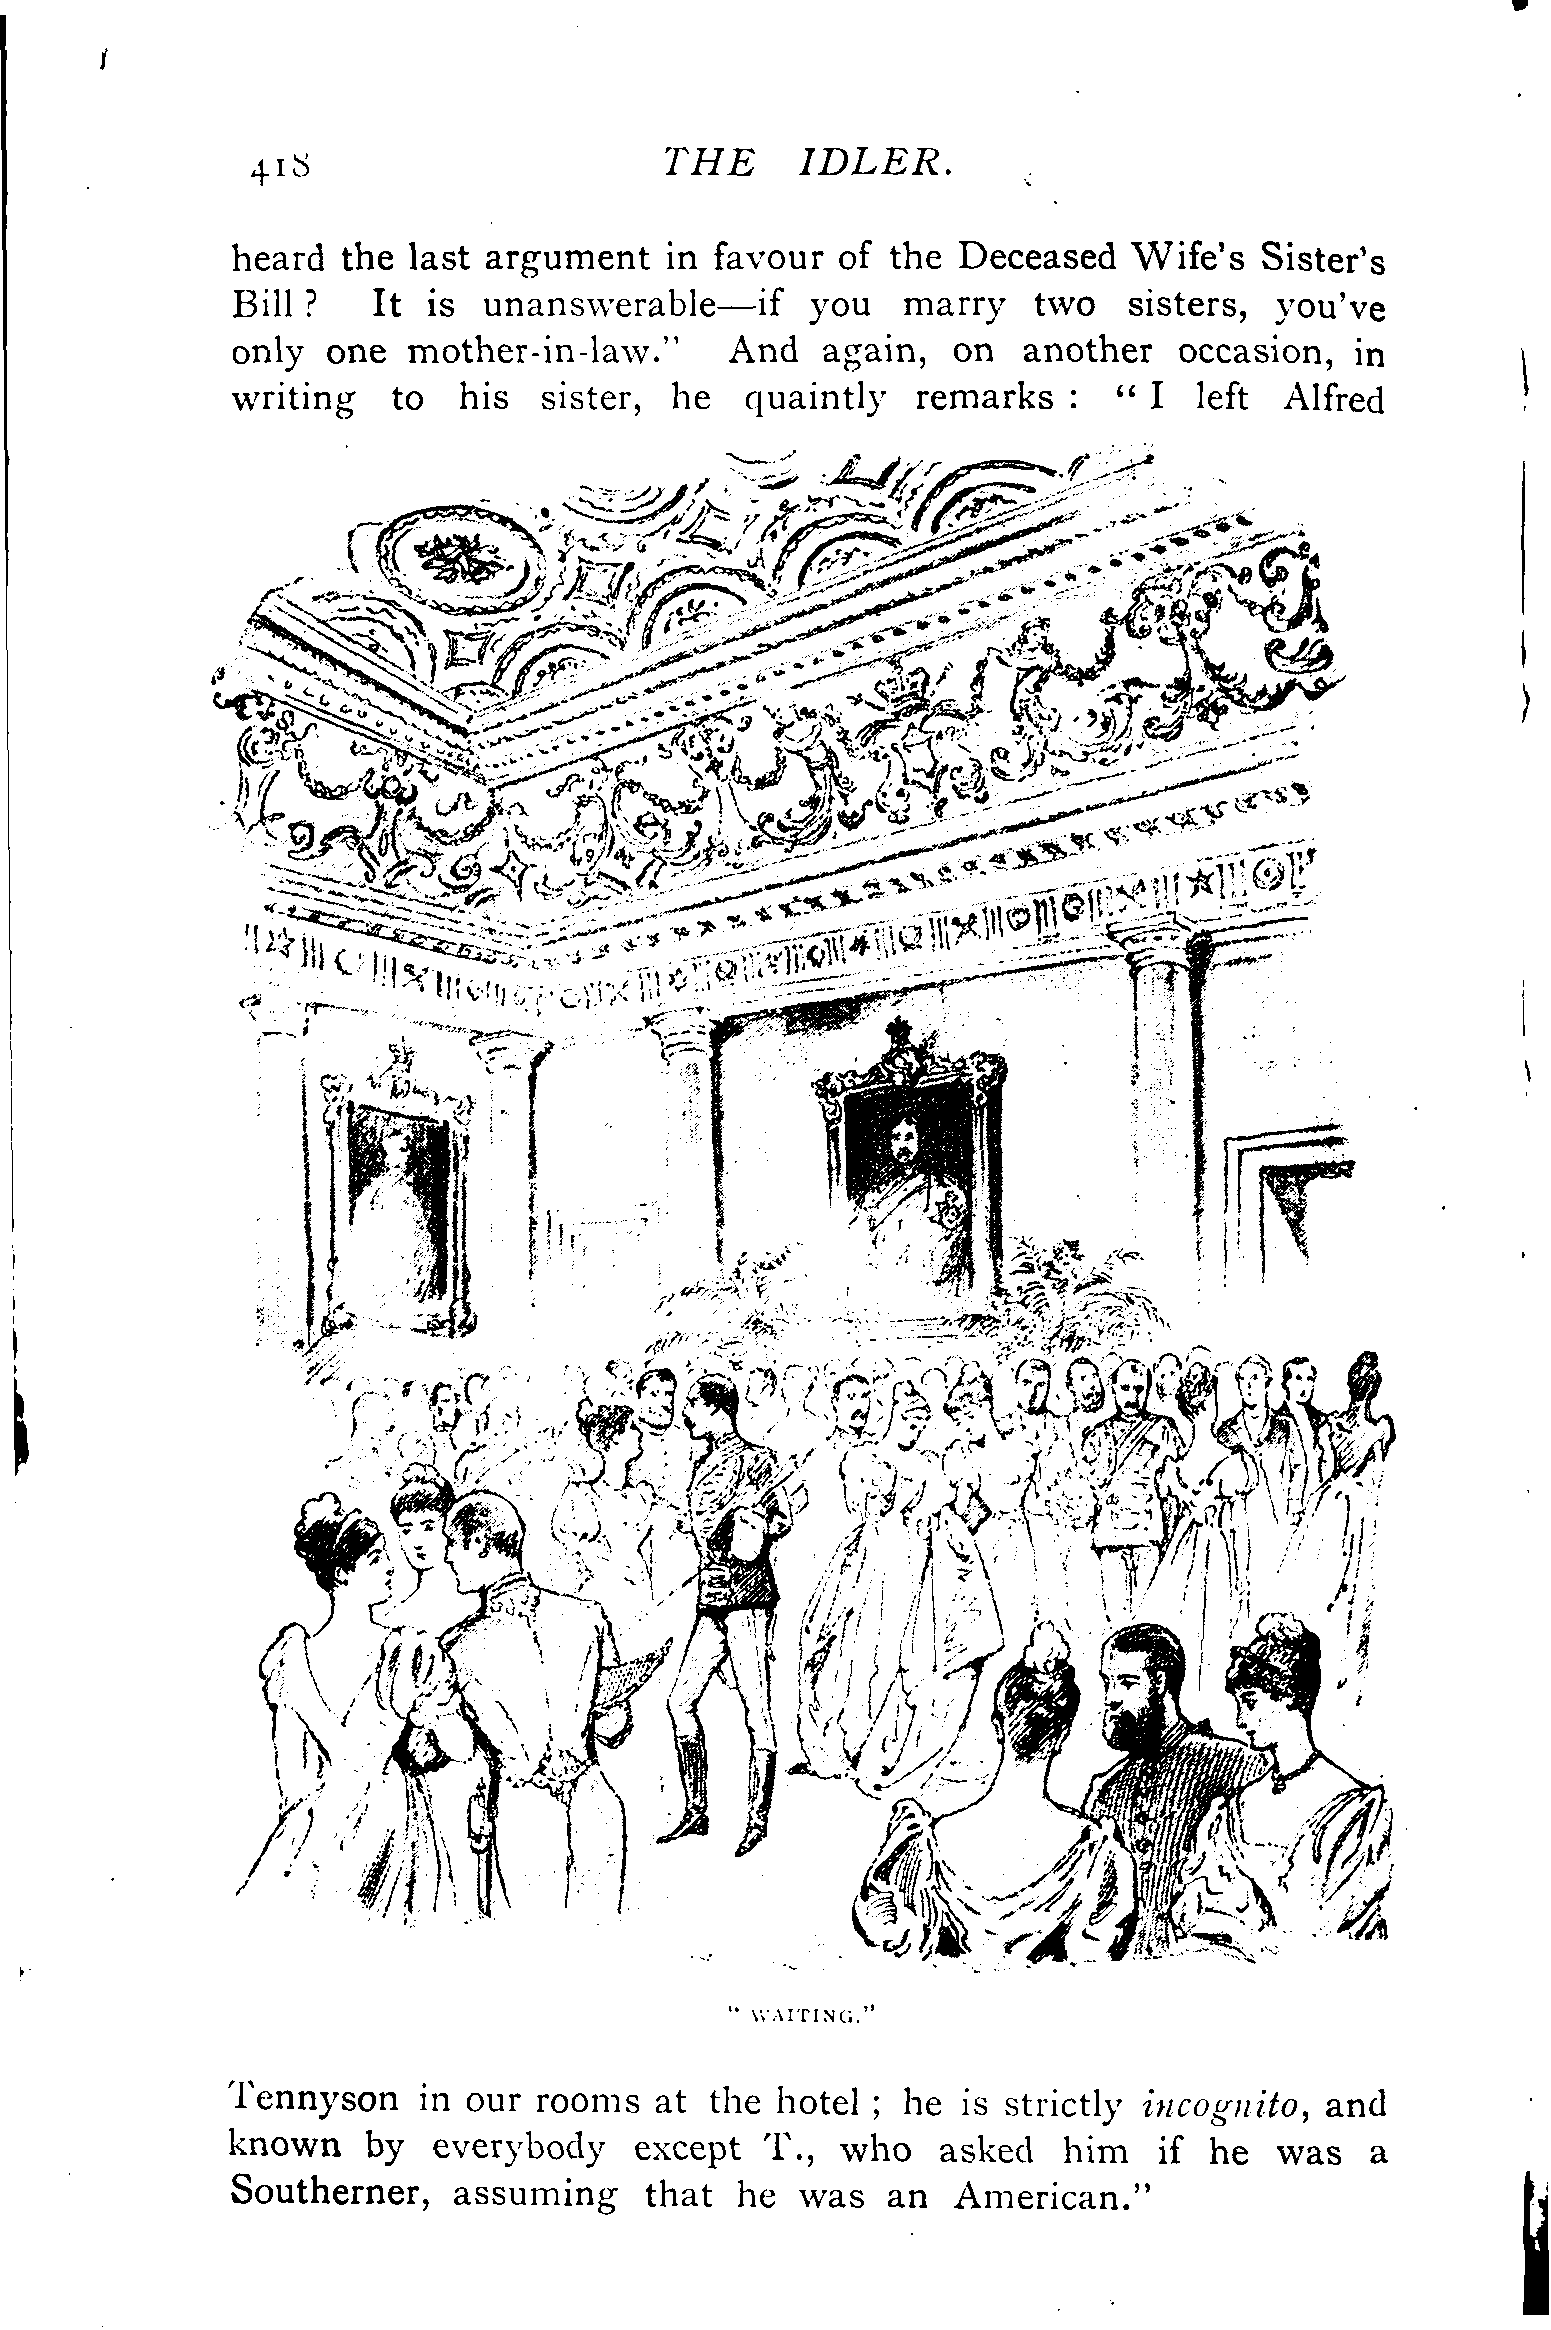 418 THE IDLER.
heard the last argument in favour of the Deceased Wife's Sister's
Bill? It is unanswerable—if you marry two sisters, you've
only one mother-in-law." And again, on another occasion, in
writing to his sister, he quaintly remarks: "I left Alfred
"WAITING."
Tennyson in our rooms at the hotel; he is strictly incognito, and
known by everybody except T., who asked him if he was a
Southerner, assuming that he was an American."